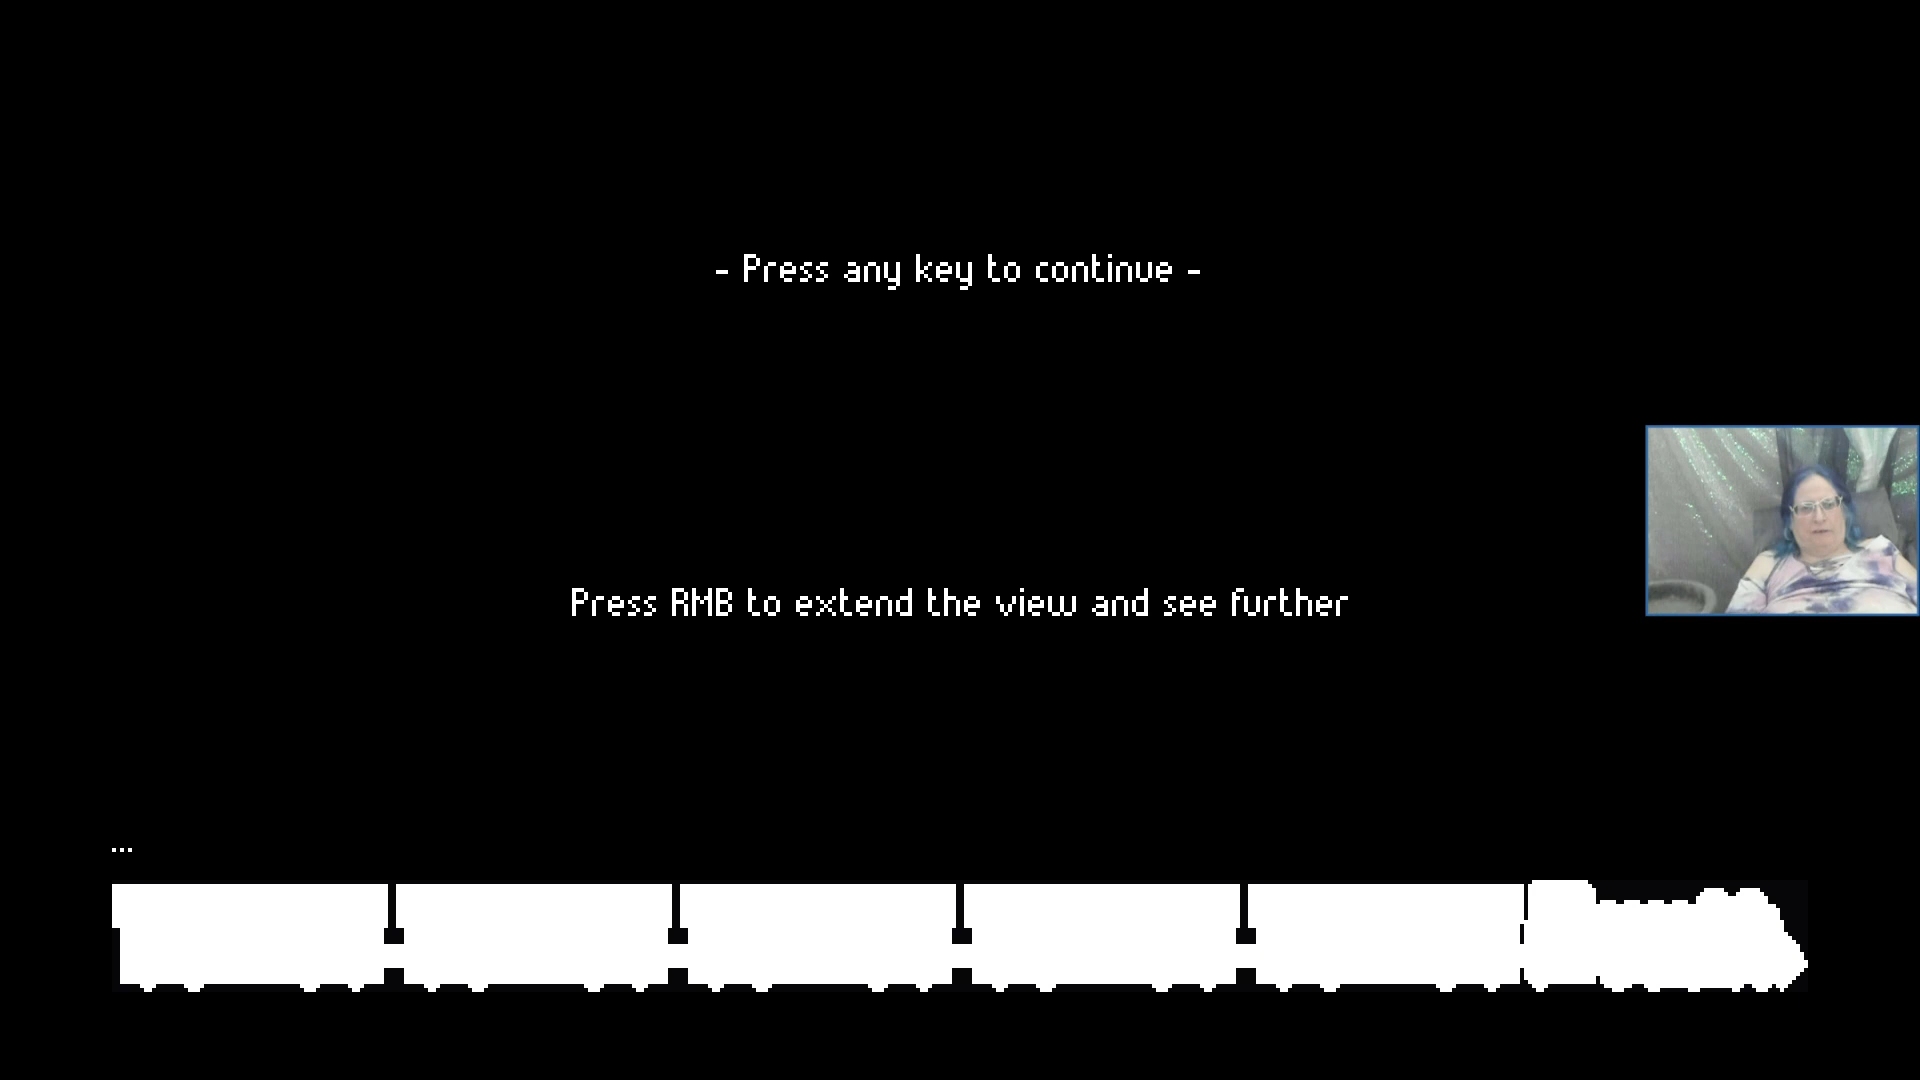 - Press any key to continue -
Press RMB to extend the view and see further
...